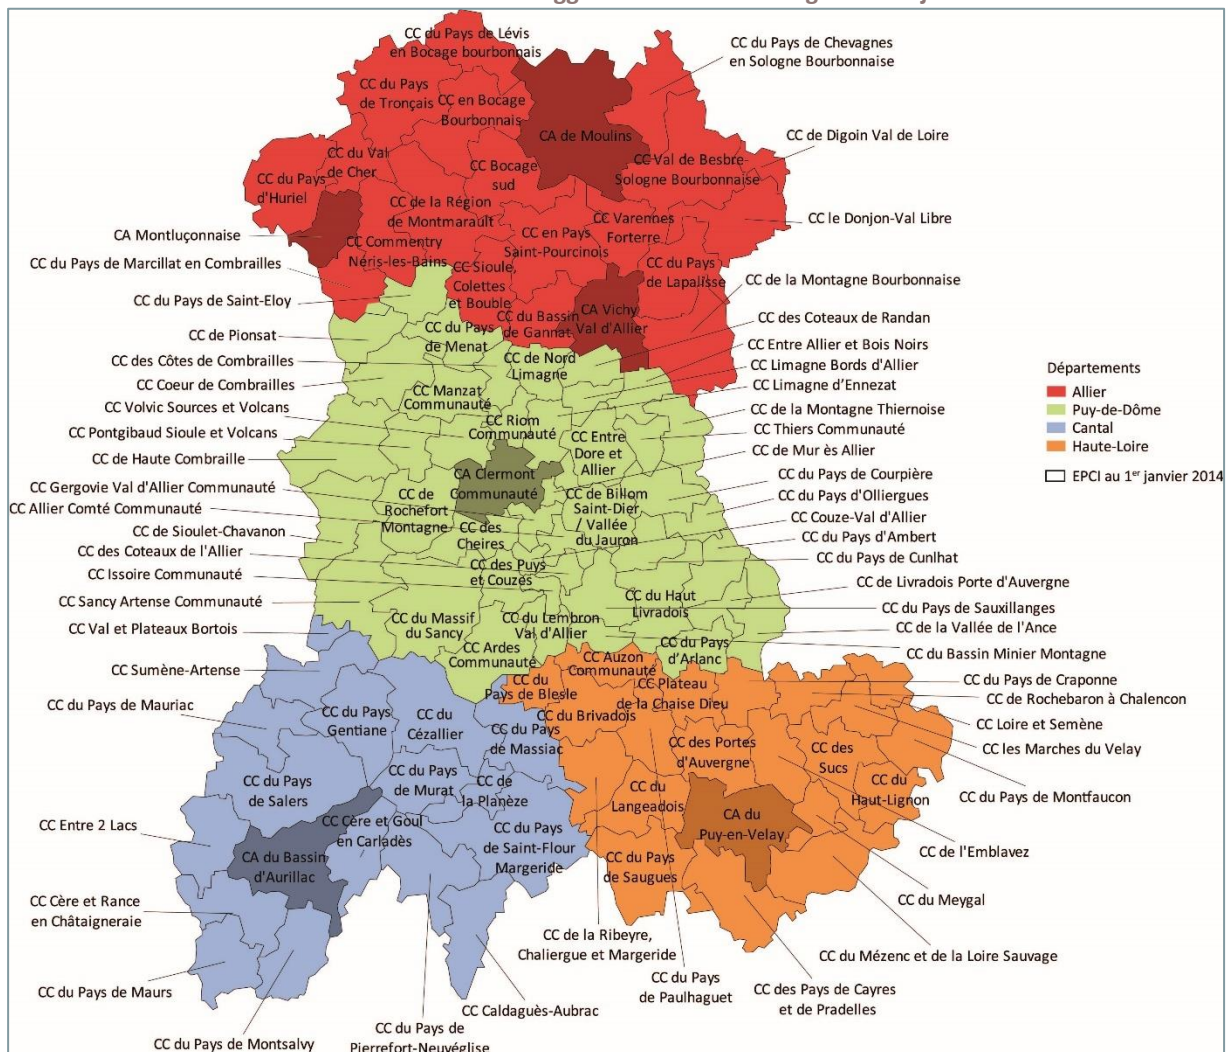 CC du Pays de Lévis
en Bocage bourbonnais
CC du Pays de Chevagnes
en Sologne Bourbonnaise
CC du Pays
de Tronçais
CC en Bocage
Bourbonnais
CA de Moulins
CC de Digoin Val de Loire
CC du Val
de Cher
CC Bocage
sud
CC Val de Besbre-
Sologne Bourbonnaise
CC du Pays
d'Huriel
CC de la Région
de Montmarault
CC Varennes
Forterre
CC le Donjon-Val Libre
CA Montluçonnaise
CC Commentry
Néris-les-Bains
CC en Pays
Saint-Pourcinois
CC du Pays de Marcillat en Combrailles
CC Sioule,
Colettes
et Bouble
CC du Pays
de Lapalisse
CC de la Montagne Bourbonnaise
CC du Pays de Saint-Eloy
CC du Bassin
de Gannat
CA Vichy
Val d'Allier
CC des Coteaux de Randan
CC de Pionsat
CC du Pays
de Menat
CC Entre Allier et Bois Noirs
CC des Côtes de Combrailles
CC de Nord
Limagne
CC Limagne Bords d'Allier
CC Coeur de Combrailles
CC Limagne d’Ennezat
Départements
Allier
Puy-de-Dôme
Cantal
Haute-Loire
EPCI au 1er janvier 2014
CC Manzat
Communauté
CC Volvic Sources et Volcans
CC Riom
Communauté
CC de la Montagne Thiernoise
CC Thiers Communauté
CC Pontgibaud Sioule et Volcans
CC Entre
Dore et
Allier
CC de Mur ès Allier
CC de Haute Combraille
CA Clermont
Communauté
CC du Pays de Courpière
CC Gergovie Val d'Allier Communauté
CC de
Rochefort
Montagne
CC de Billom
Saint-Dier
/ Vallée
du Jauron
CC du Pays d'Olliergues
CC Allier Comté Communauté
CC Couze-Val d'Allier
CC de Sioulet-Chavanon
CC des
Cheires
CC du Pays d'Ambert
CC des Coteaux de l'Allier
CC des Puys
et Couzes
CC du Pays de Cunlhat
CC Issoire Communauté
CC de Livradois Porte d'Auvergne
CC Sancy Artense Communauté
CC du Haut
Livradois
CC du Pays de Sauxillanges
CC du Massif
du Sancy
CC du Lembron
Val d'Allier
CC de la Vallée de l'Ance
CC Val et Plateaux Bortois
CC Ardes
Communauté
CC du Pays
d’Arlanc
CC du Bassin Minier Montagne
CC Sumène-Artense
CC Auzon
Communauté
CC du
Pays de Blesle
CC Plateau
de la Chaise Dieu
CC du Pays de Craponne
CC de Rochebaron à Chalencon
CC du Pays de Mauriac
CC du Pays
Gentiane
CC du
Cézallier
CC du Brivadois
CC Loire et Semène
CC du Pays
de Massiac
CC des Portes
d'Auvergne
CC des
Sucs
CC les Marches du Velay
CC du Pays
de Salers
CC du Pays
de Murat
CC de
la Planèze
CC du
Langeadois
CC du
Haut-Lignon
CC du Pays de Montfaucon
CC Entre 2 Lacs
CC Cère et Goul
en Carladès
CC du Pays
de Saint-Flour
Margeride
CA du
Puy-en-Velay
CC de l'Emblavez
CA du Bassin
d'Aurillac
CC du Pays
de Saugues
CC du Meygal
CC Cère et Rance
en Châtaigneraie
CC de la Ribeyre,
Chaliergue et Margeride
CC du Mézenc et de la Loire Sauvage
CC du Pays de Maurs
CC du Pays
de Paulhaguet
CC des Pays de Cayres
et de Pradelles
CC Caldaguès-Aubrac
CC du Pays de
Pierrefort-Neuvéglise
CC du Pays de Montsalvy